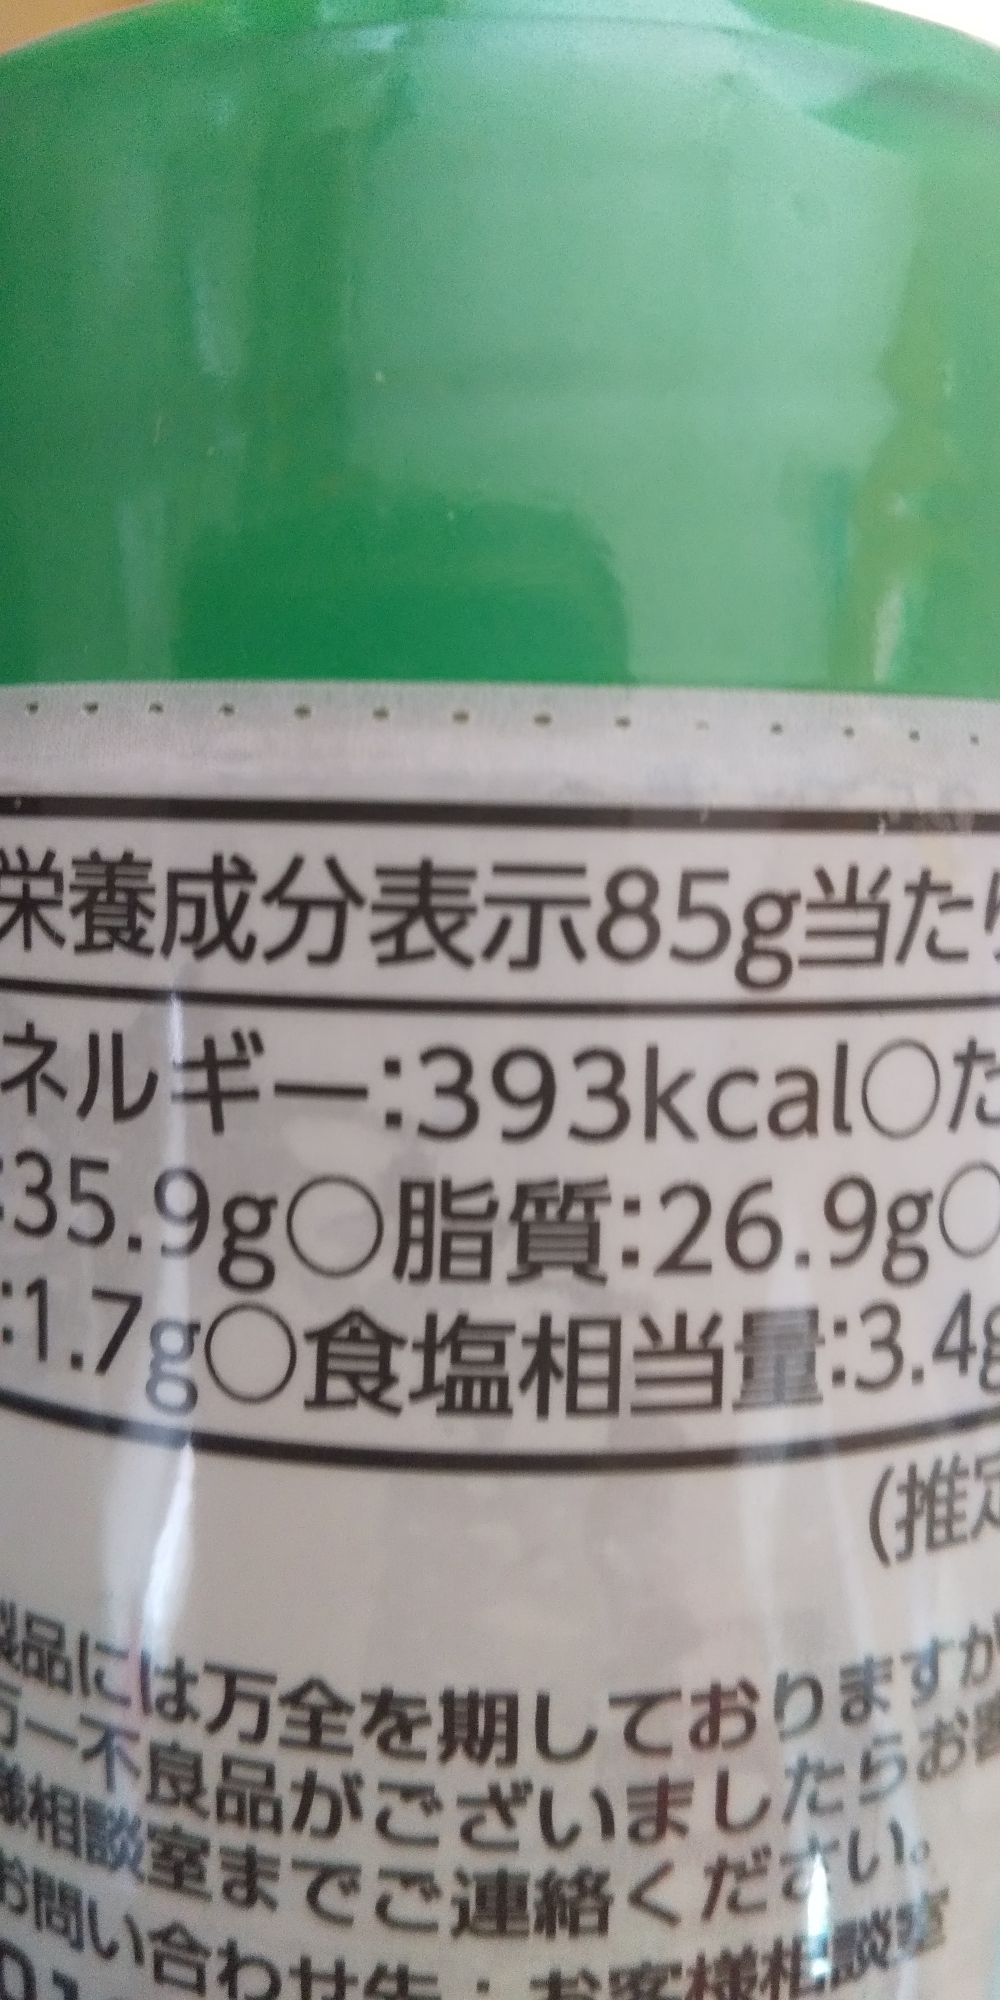 栄養成分表示85g当たり
ネルギー:393kcal○た
:35.9g○脂質:26.9g○
:1.7g○食塩相当量:3.4g
(推定
製品には万全を期しておりますが
万一不良品がございましたらお客
様相談室までご連絡ください。
お問い合わせ先:お客様相談室